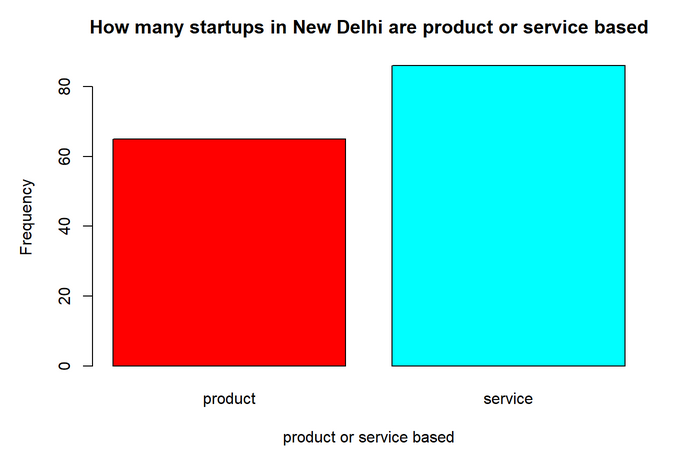 How many startups in New Delhi are product or service based
Frequency
80
60
40
20
0
product service
product or service based